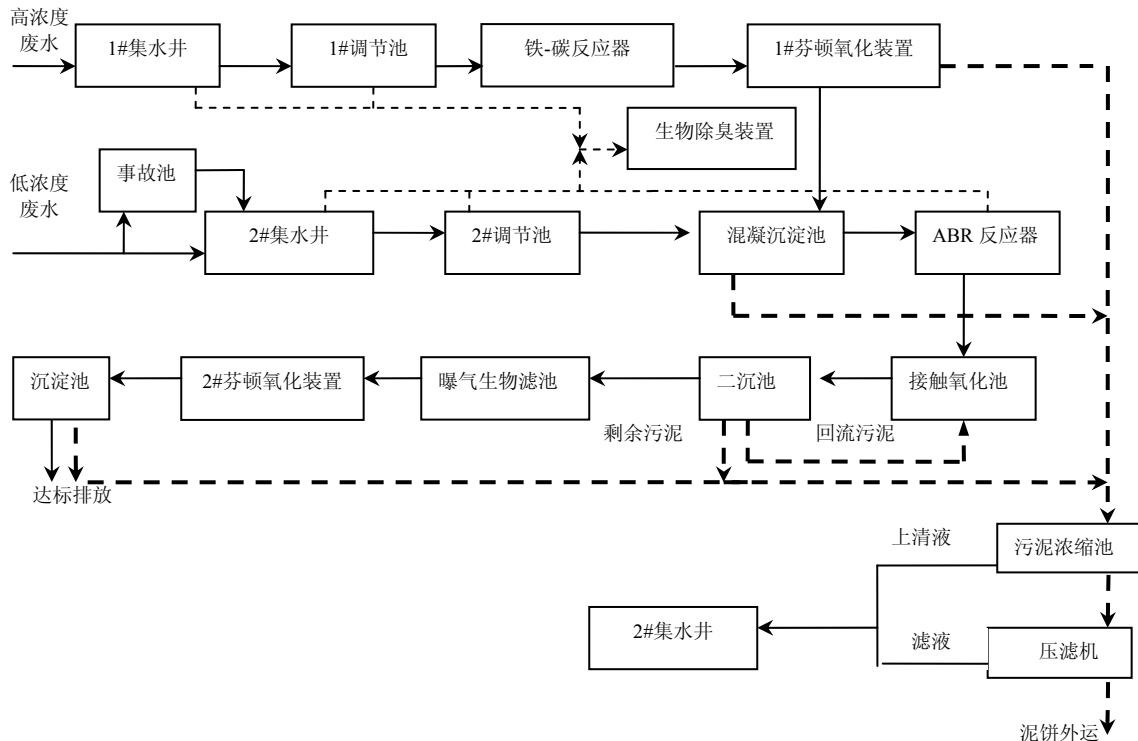 高浓度
废水
1#集水井
1#调节池
铁-碳反应器
1#芬顿氧化装置
生物除臭装置
事故池
低浓度
废水
2#集水井
2#调节池
混凝沉淀池
ABR 反应器
沉淀池
2#芬顿氧化装置
曝气生物滤池
二沉池
接触氧化池
剩余污泥
回流污泥
达标排放
上清液
污泥浓缩池
2#集水井
滤液
压滤机
泥饼外运